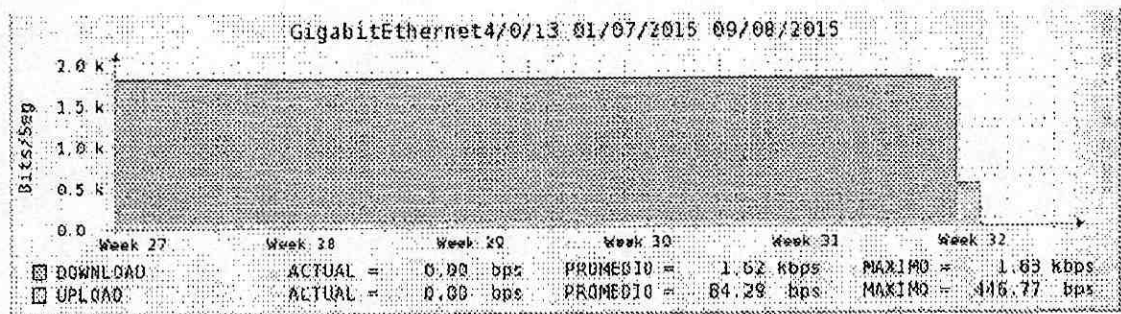 GigabitEthernet4/0/13 01/07/2015 09/08/2015
Bits/Seg
2.0 k
1.5 k
1.0 k
0.5 k
0.0
Week 27 Week 28 Week 29 Week 30 Week 31 Week 32
DOWNLOAD ACTUAL = 0.00 bps PROMEDIO = 1.62 kbps MAXIMO = 1.83 kbps
UPLOAD ACTUAL = 0.00 bps PROMEDIO = 84.29 bps MAXIMO = 446.77 bps